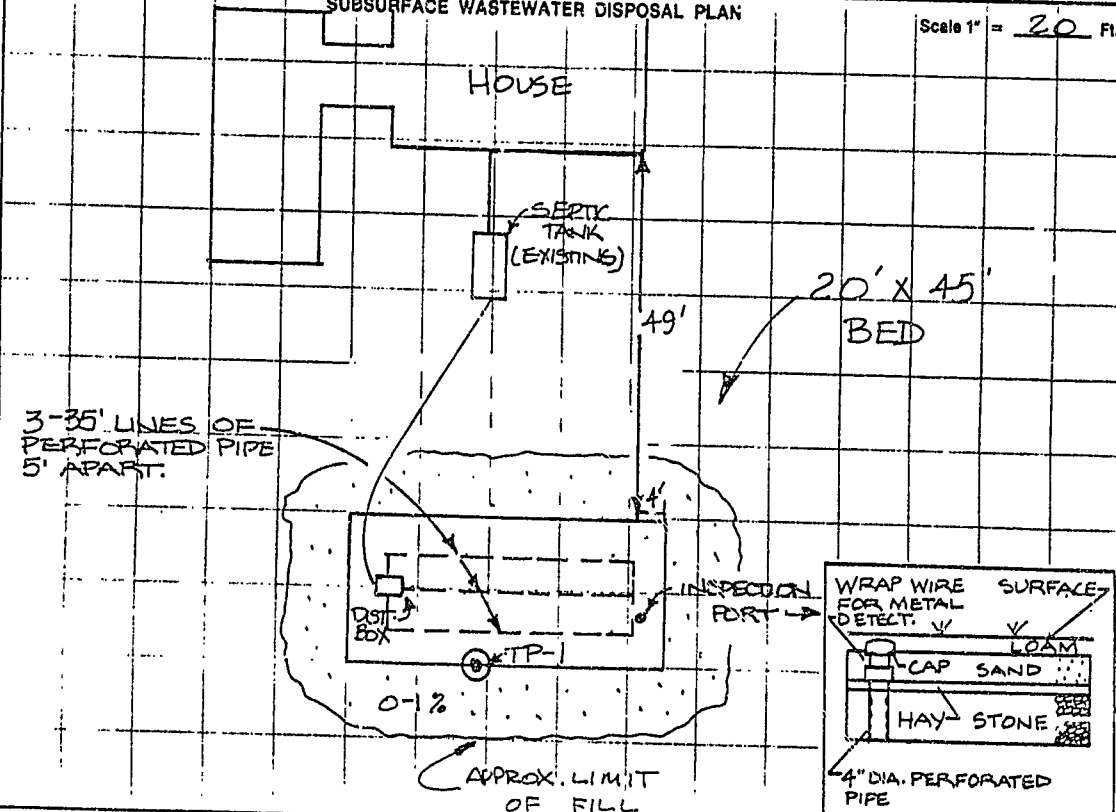 SUBSURFACE WASTEWATER DISPOSAL PLAN
Scale 1" = 20 Ft.
HOUSE
SEPTIC
TANK
(EXISTING)
20' X 45'
BED
49'
3-35' LINES OF
PERFORATED PIPE
5' APART.
4'
DIST.
BOX
INSPECTION
PORT
TP-1
0-1%
APPROX. LIMIT
OF FILL
WRAP WIRE
FOR METAL
DETECT.
SURFACE
LOAM
CAP SAND
HAY STONE
4" DIA. PERFORATED
PIPE